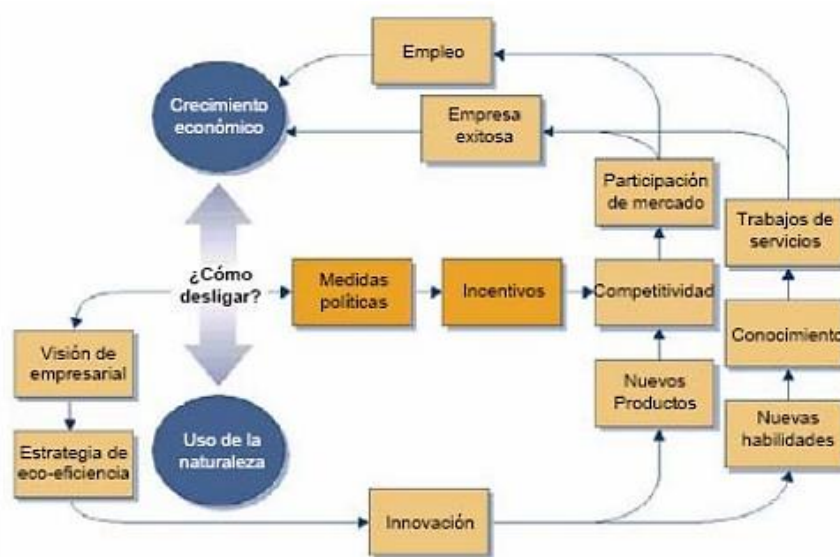 Empleo
Crecimiento
económico
Empresa
exitosa
Participación
de mercado
Trabajos de
servicios
¿Cómo
desligar?
Medidas
políticas
Incentivos
Competitividad
Visión de
empresarial
Conocimiento
Nuevos
Productos
Estrategia de
eco-eficiencia
Uso de la
naturaleza
Nuevas
habilidades
Innovación